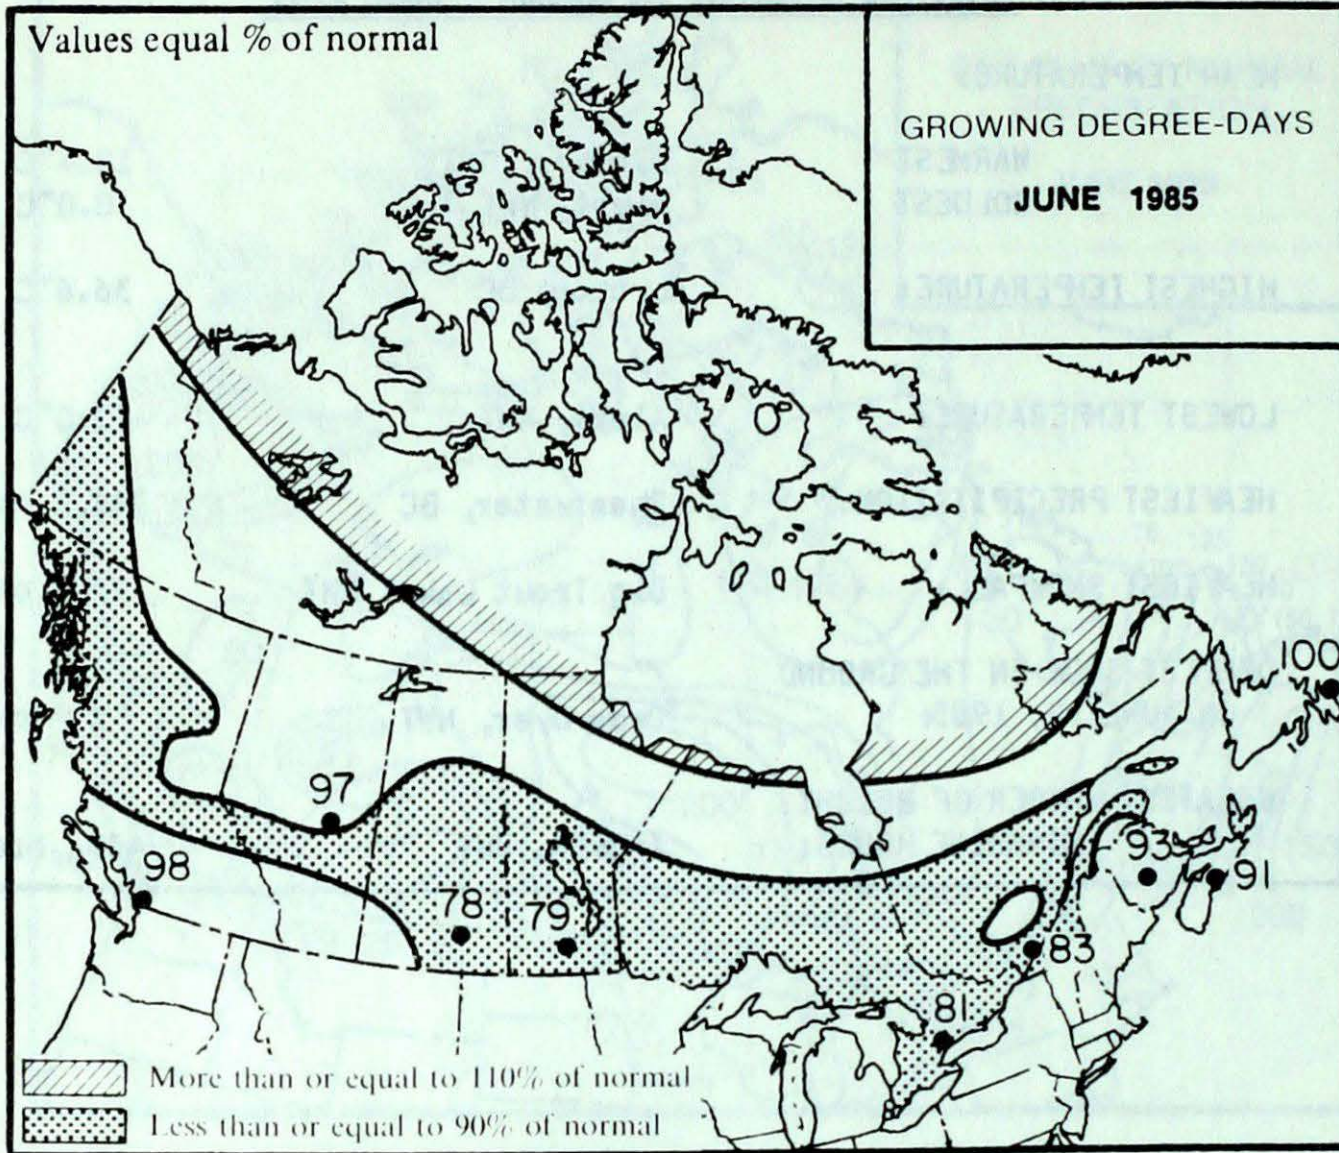 Values equal % of normal
GROWING DEGREE-DAYS
JUNE 1985
100
97
98
78
79
93
91
83
81
More than or equal to 110% of normal
Less than or equal to 90% of normal